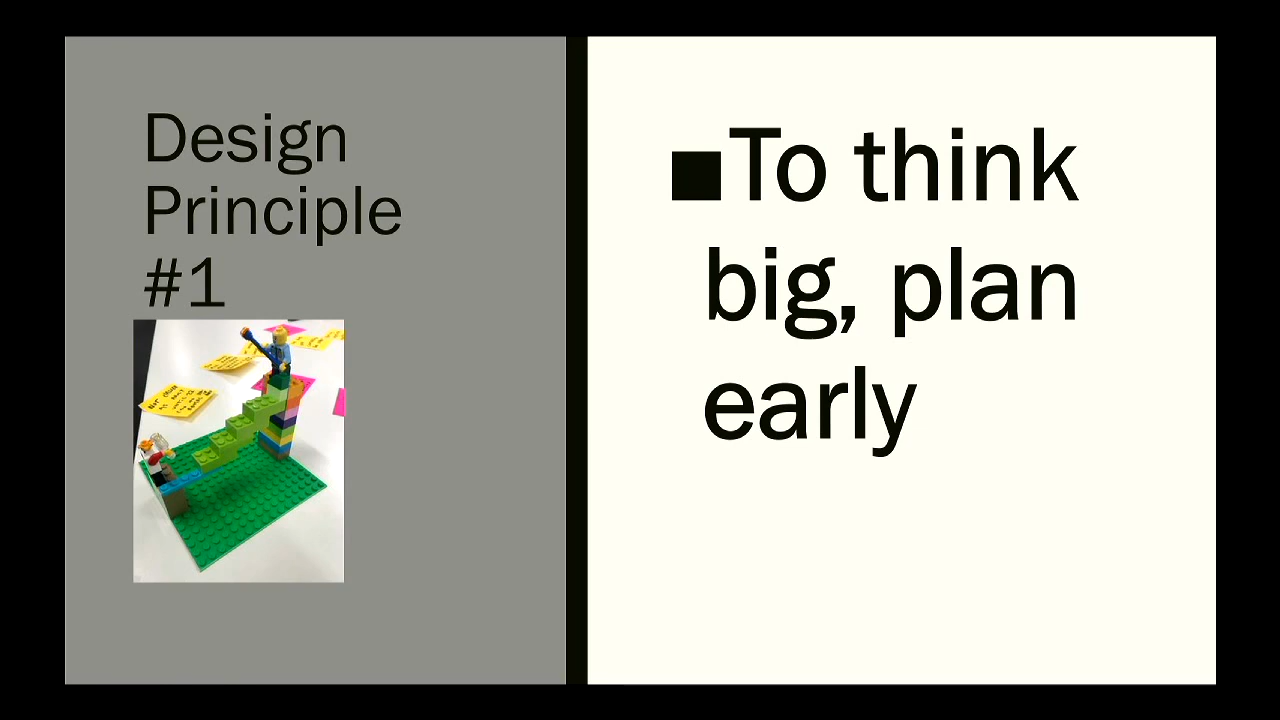 Design
Principle
#1
■To think
big, plan
early